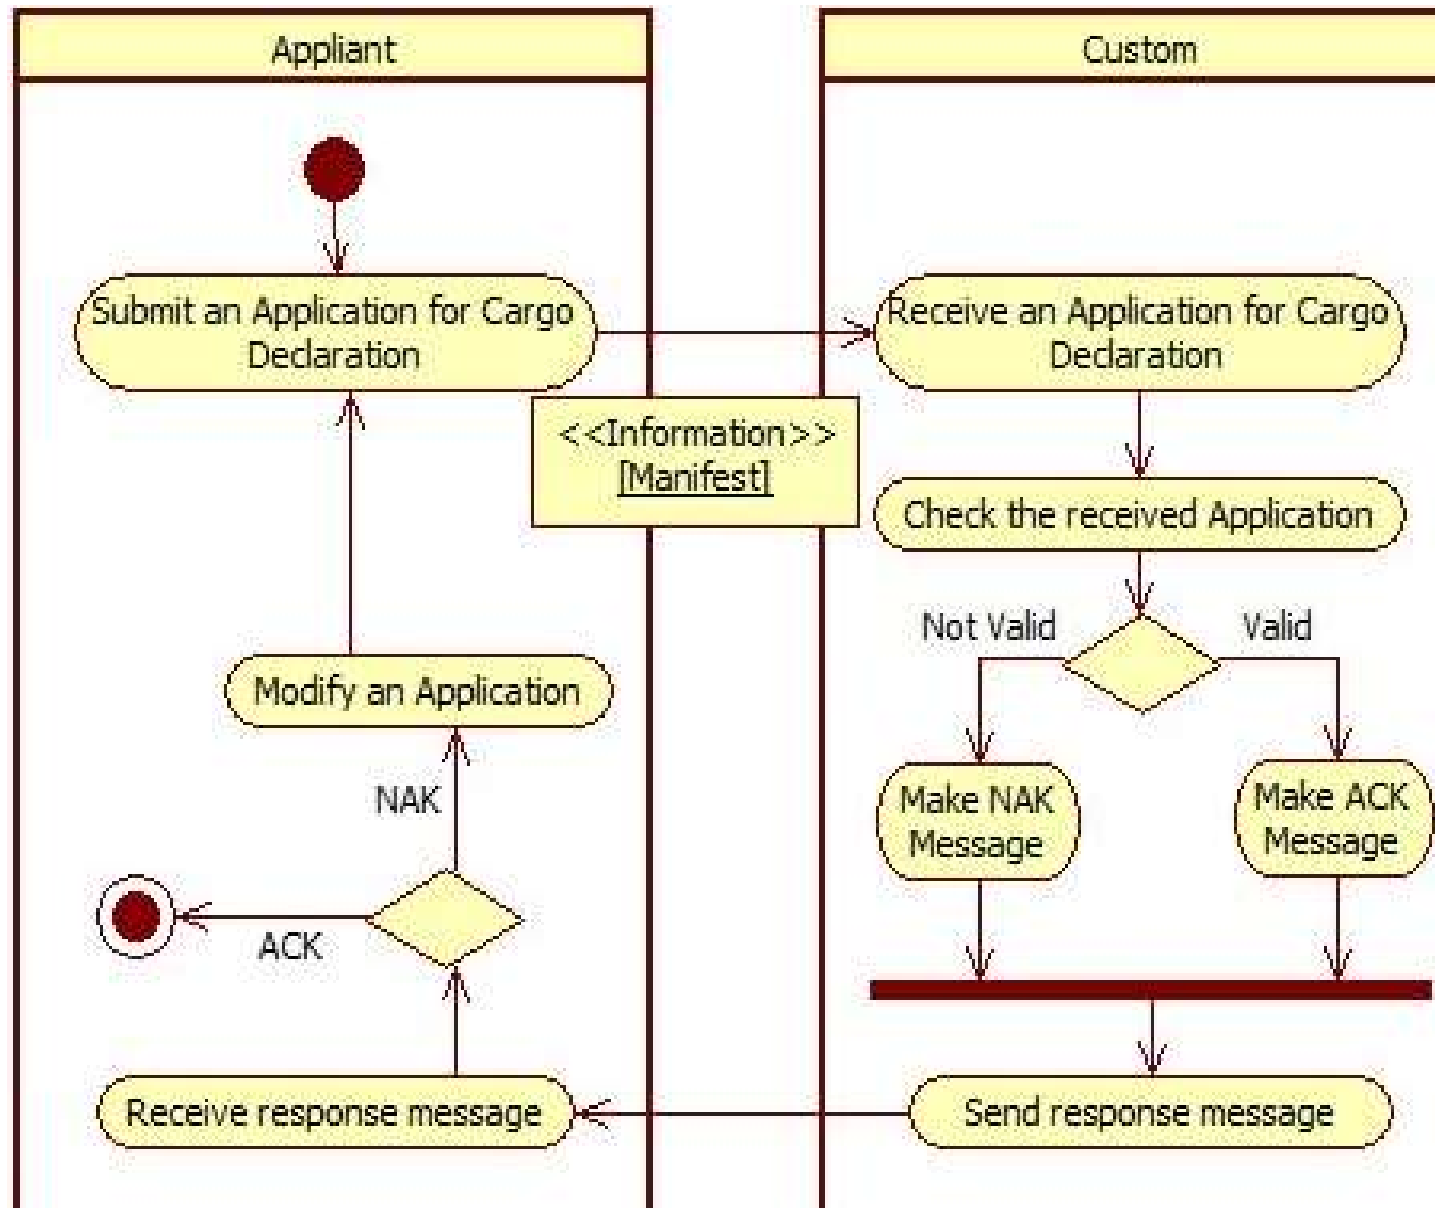 Appliant
Custom
Submit an Application for Cargo
Declaration
Receive an Application for Cargo
Declaration
<<Information>>
[Manifest]
Check the received Application
Not Valid
Valid
Modify an Application
Make NAK
Message
Make ACK
Message
NAK
ACK
Receive response message
Send response message